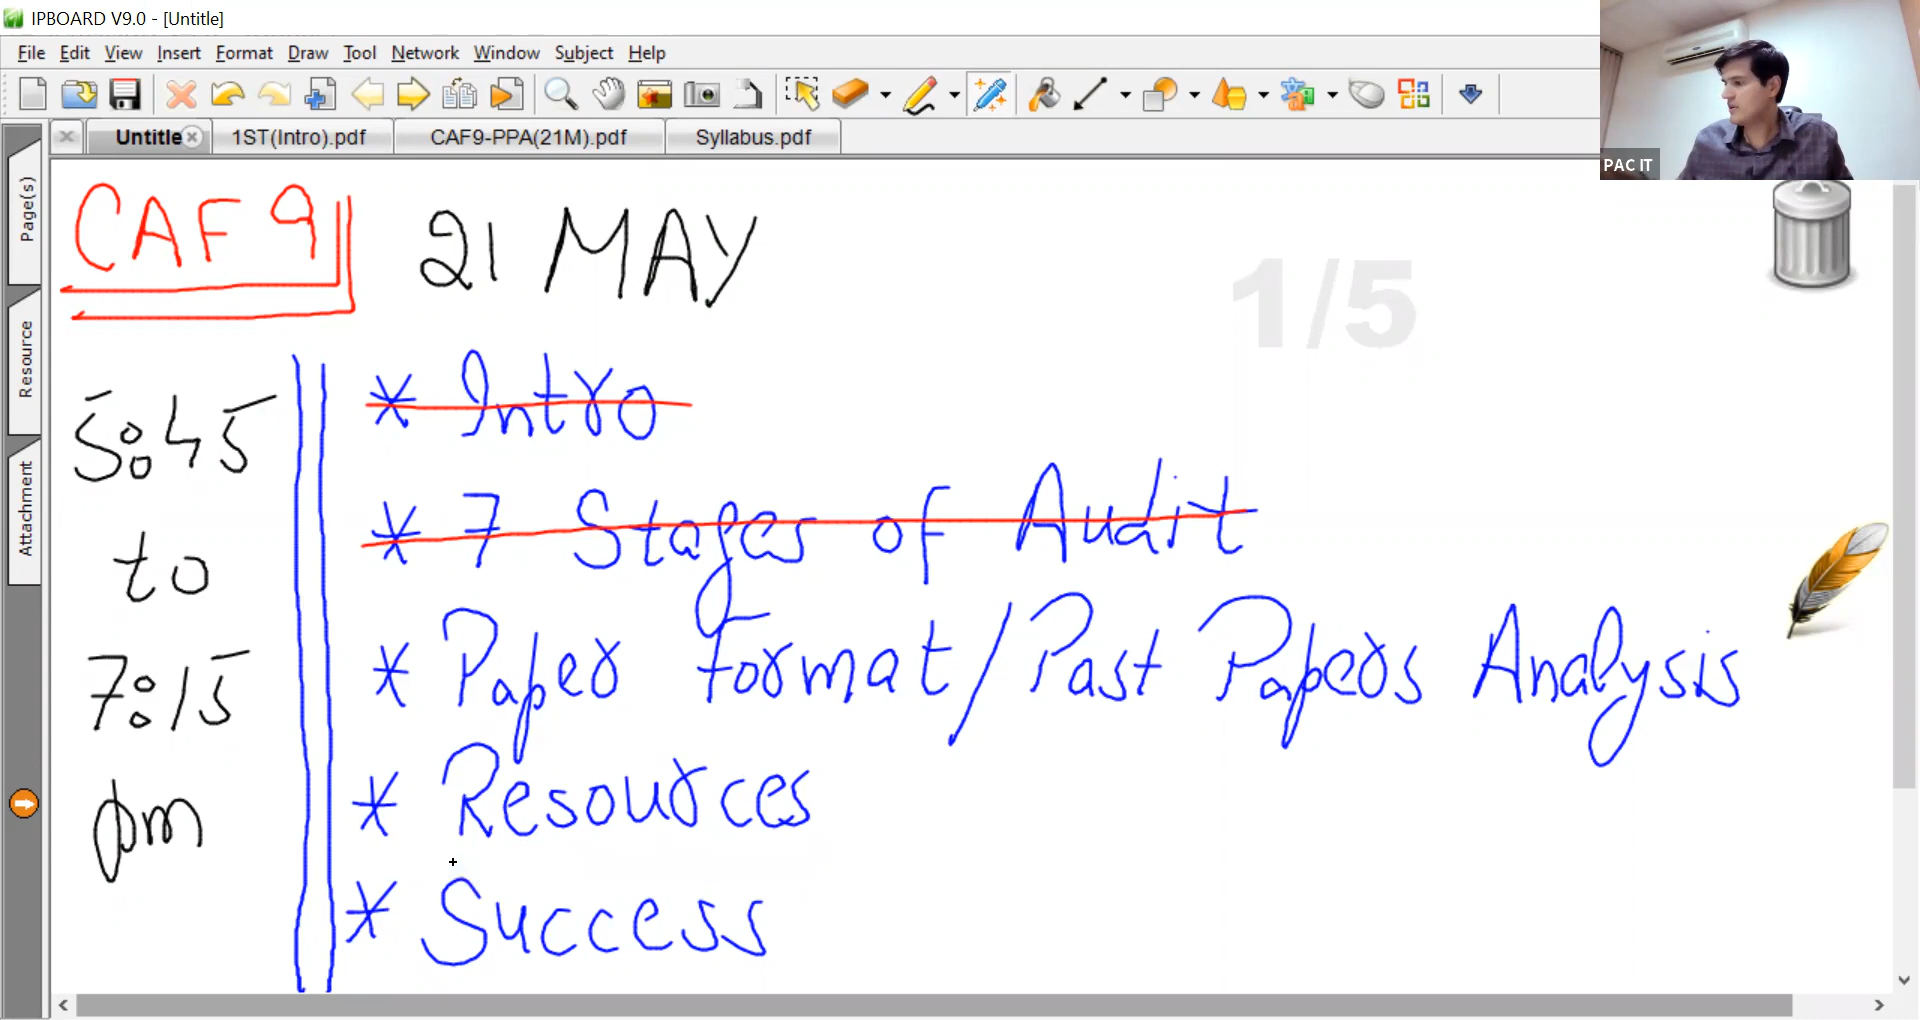 IPBOARD V9.0 - [Untitle]
File Edit View Insert Format Draw Tool Network Window Subject Help
Untitle 1ST(Intro).pdf CAF9-PPA(21M).pdf Syllabus.pdf
PAC IT
Page(s)
Resource
Attachment
CAF 9 21 MAY
1/5
5:45
to
7:15
pm
* Intro
* 7 Stages of Audit
* Paper Format/Past Papers Analysis
* Resources
* Success